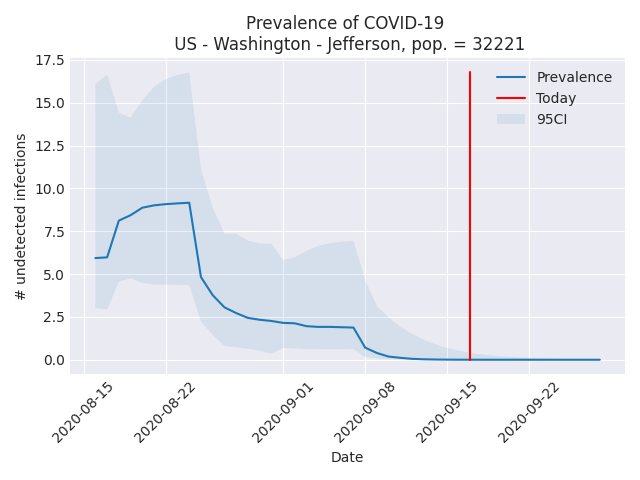 Prevalence of COVID-19
US - Washington - Jefferson, pop. = 32221
17.5
15.0
12.5
10.0
7.5
5.0
2.5
0.0
# undetected infections
Prevalence
Today
95CI
2020-08-15
2020-08-22
2020-09-01
2020-09-08
2020-09-15
2020-09-22
Date